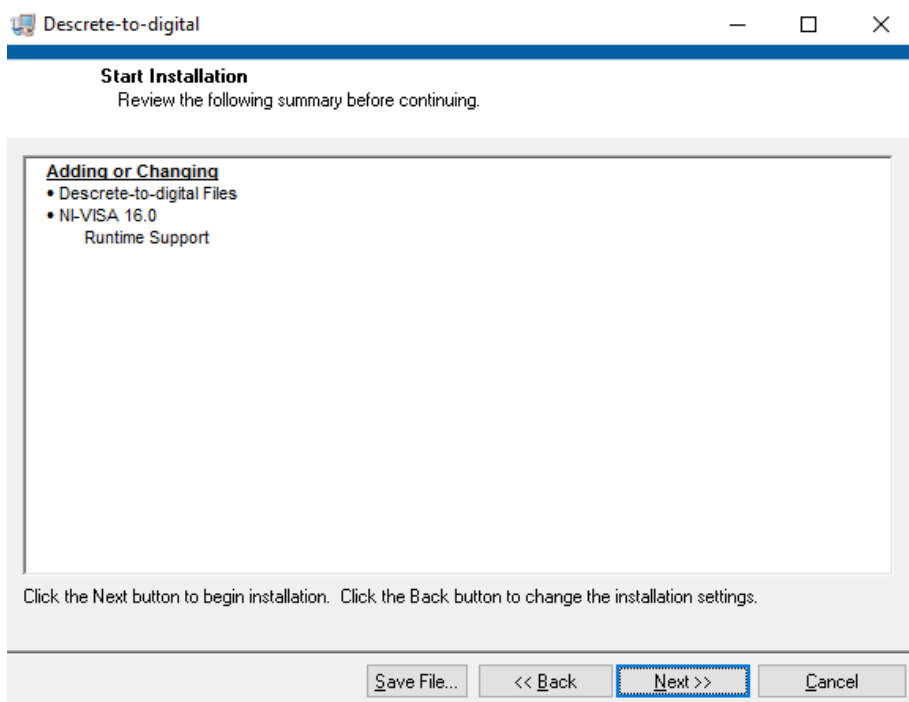 Descrete-to-digital
Start Installation
Review the following summary before continuing.
Adding or Changing
• Descrete-to-digital Files
• NI-VISA 16.0
Runtime Support
Click the Next button to begin installation. Click the Back button to change the installation settings.
Save File... << Back Next >> Cancel